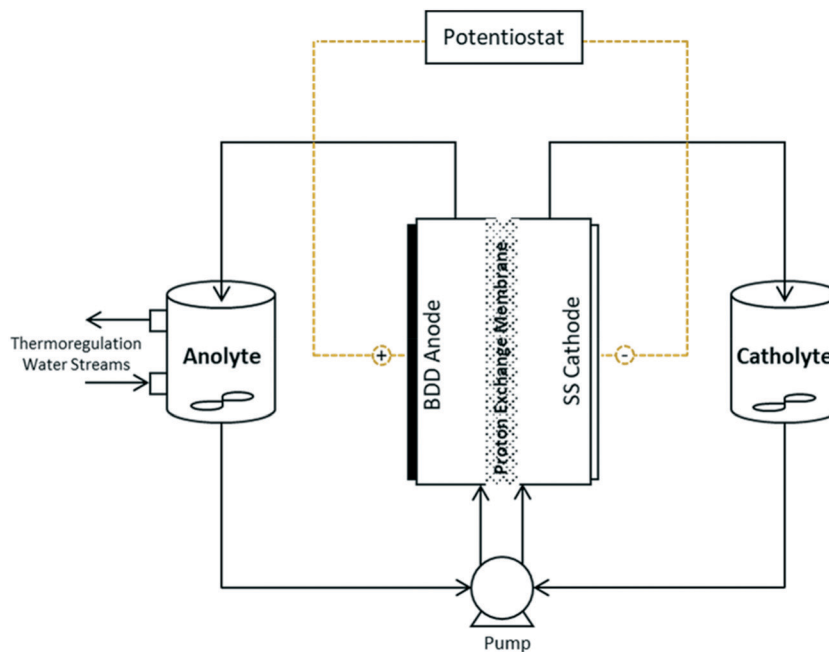 Potentiostat
Thermoregulation
Water Streams
Anolyte
+
BDD Anode
Proton Exchange Membrane
SS Cathode
-
Catholyte
Pump